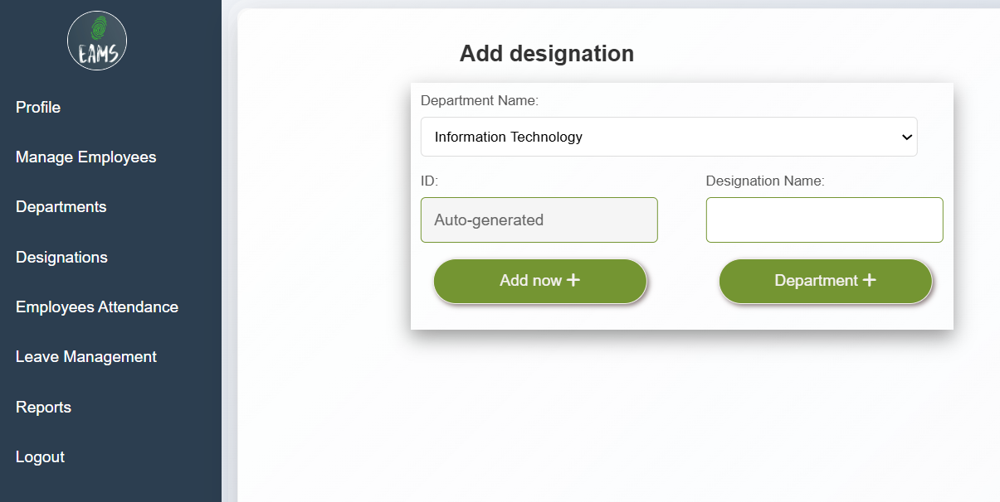 EAMS
Profile
Manage Employees
Departments
Designations
Employees Attendance
Leave Management
Reports
Logout
Add designation
Department Name:
Information Technology
ID:
Auto-generated
Designation Name:
Add now +
Department +